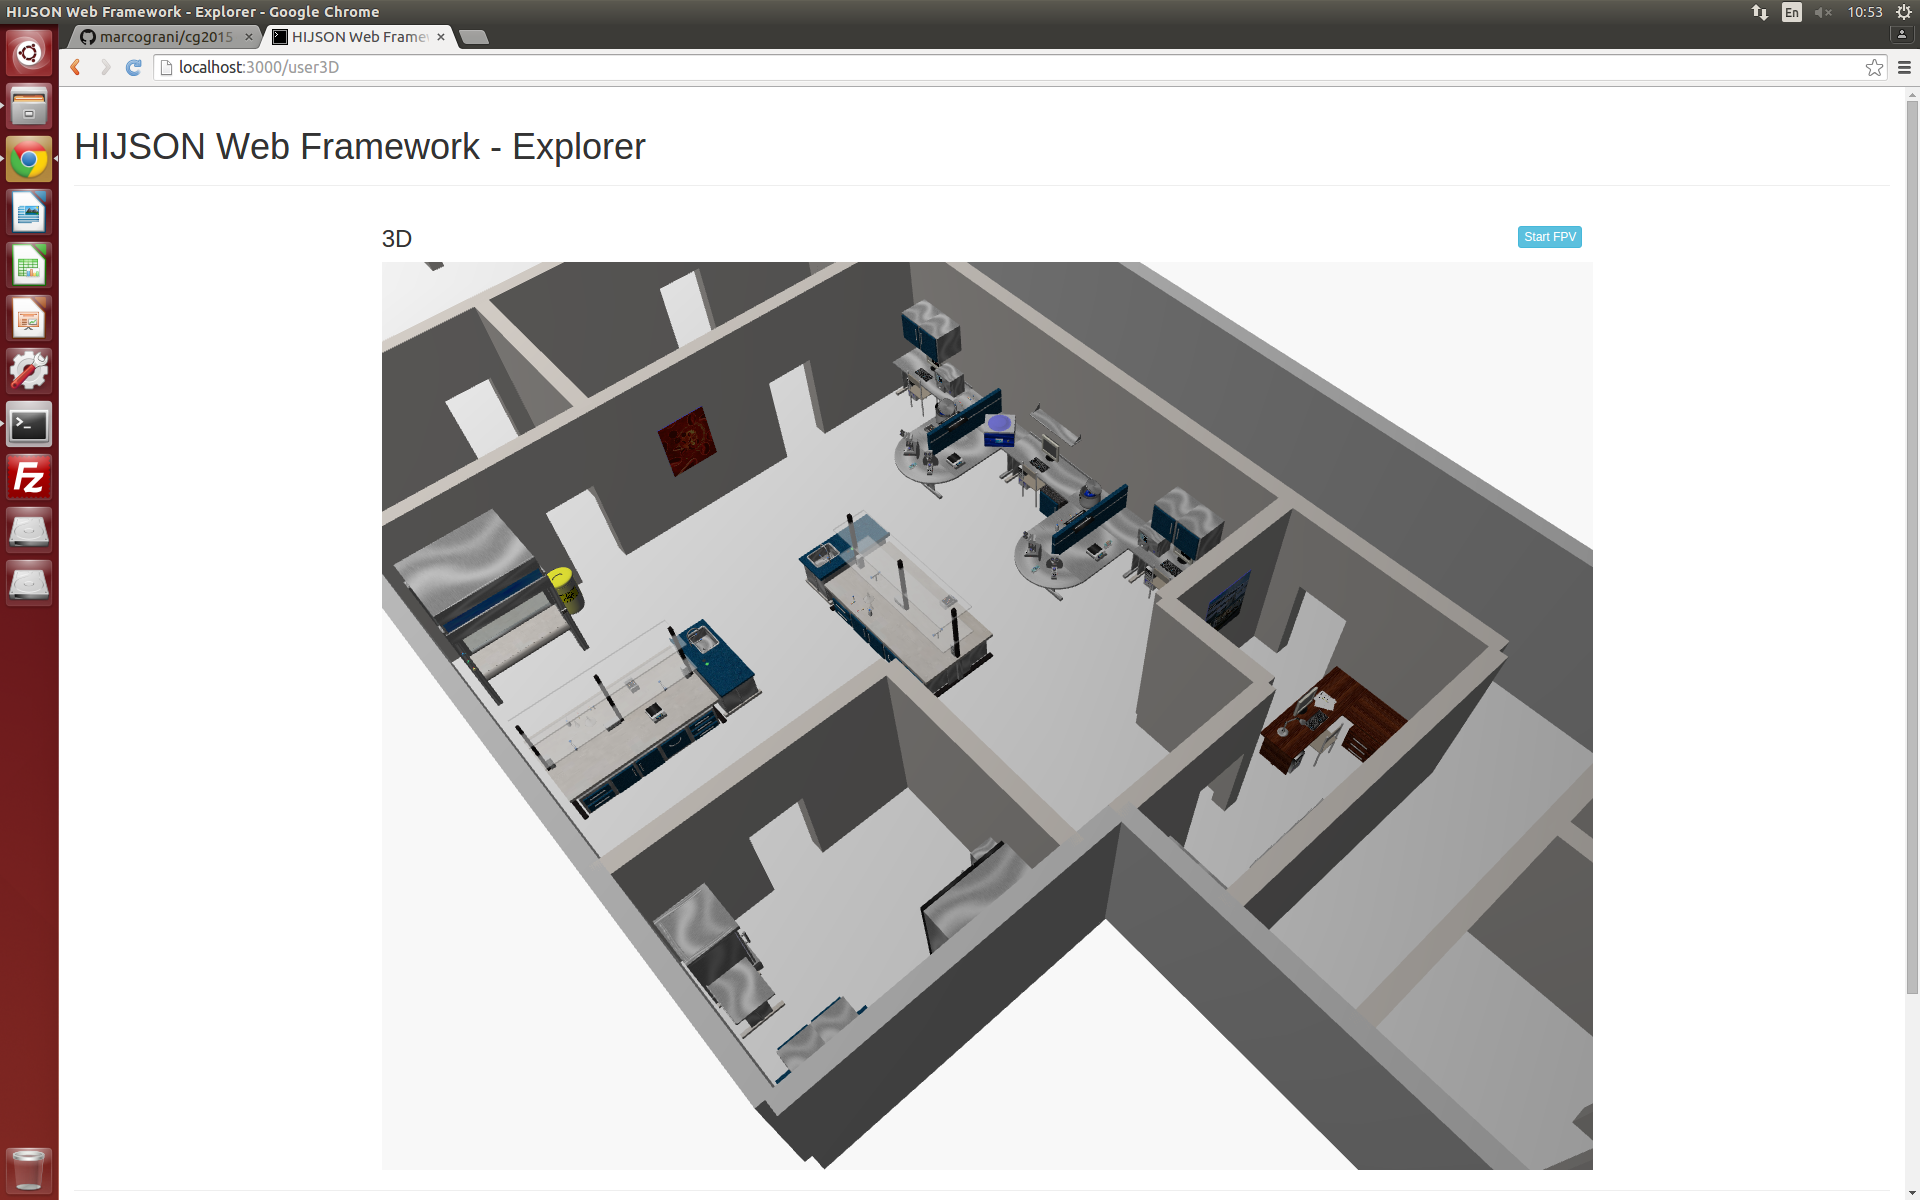 HIJSON Web Framework - Explorer - Google Chrome
En
10:53
marcograni/cg2015
HIJSON Web Frame
localhost:3000/user3D
HIJSON Web Framework - Explorer
3D
Start FPV
Fz